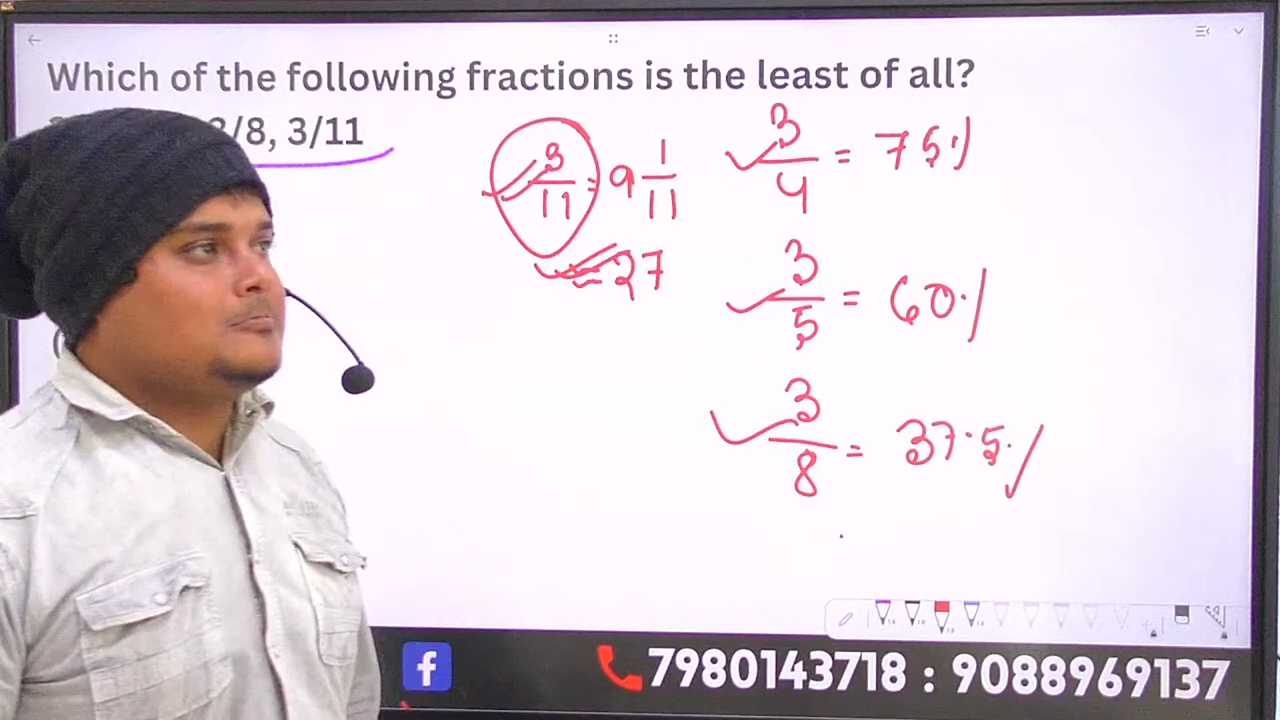 Which of the following fractions is the least of all?
3/8, 3/11
3/11 = 9 1/11
= 27
3/4 = 75%
3/5 = 60%
3/8 = 37.5%
f
7980143718 : 9088969137